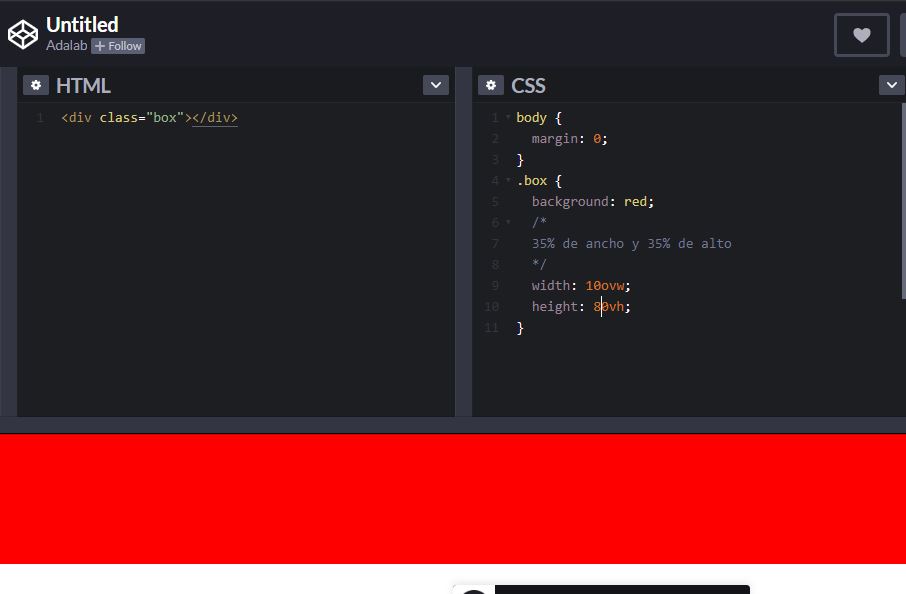 Untitled
Adalab + Follow
HTML
1 <div class="box"></div>
CSS
1 body {
2 margin: 0;
3 }
4 .box {
5 background: red;
6 /*
7 35% de ancho y 35% de alto
8 */
9 width: 10ovw;
10 height: 80vh;
11 }